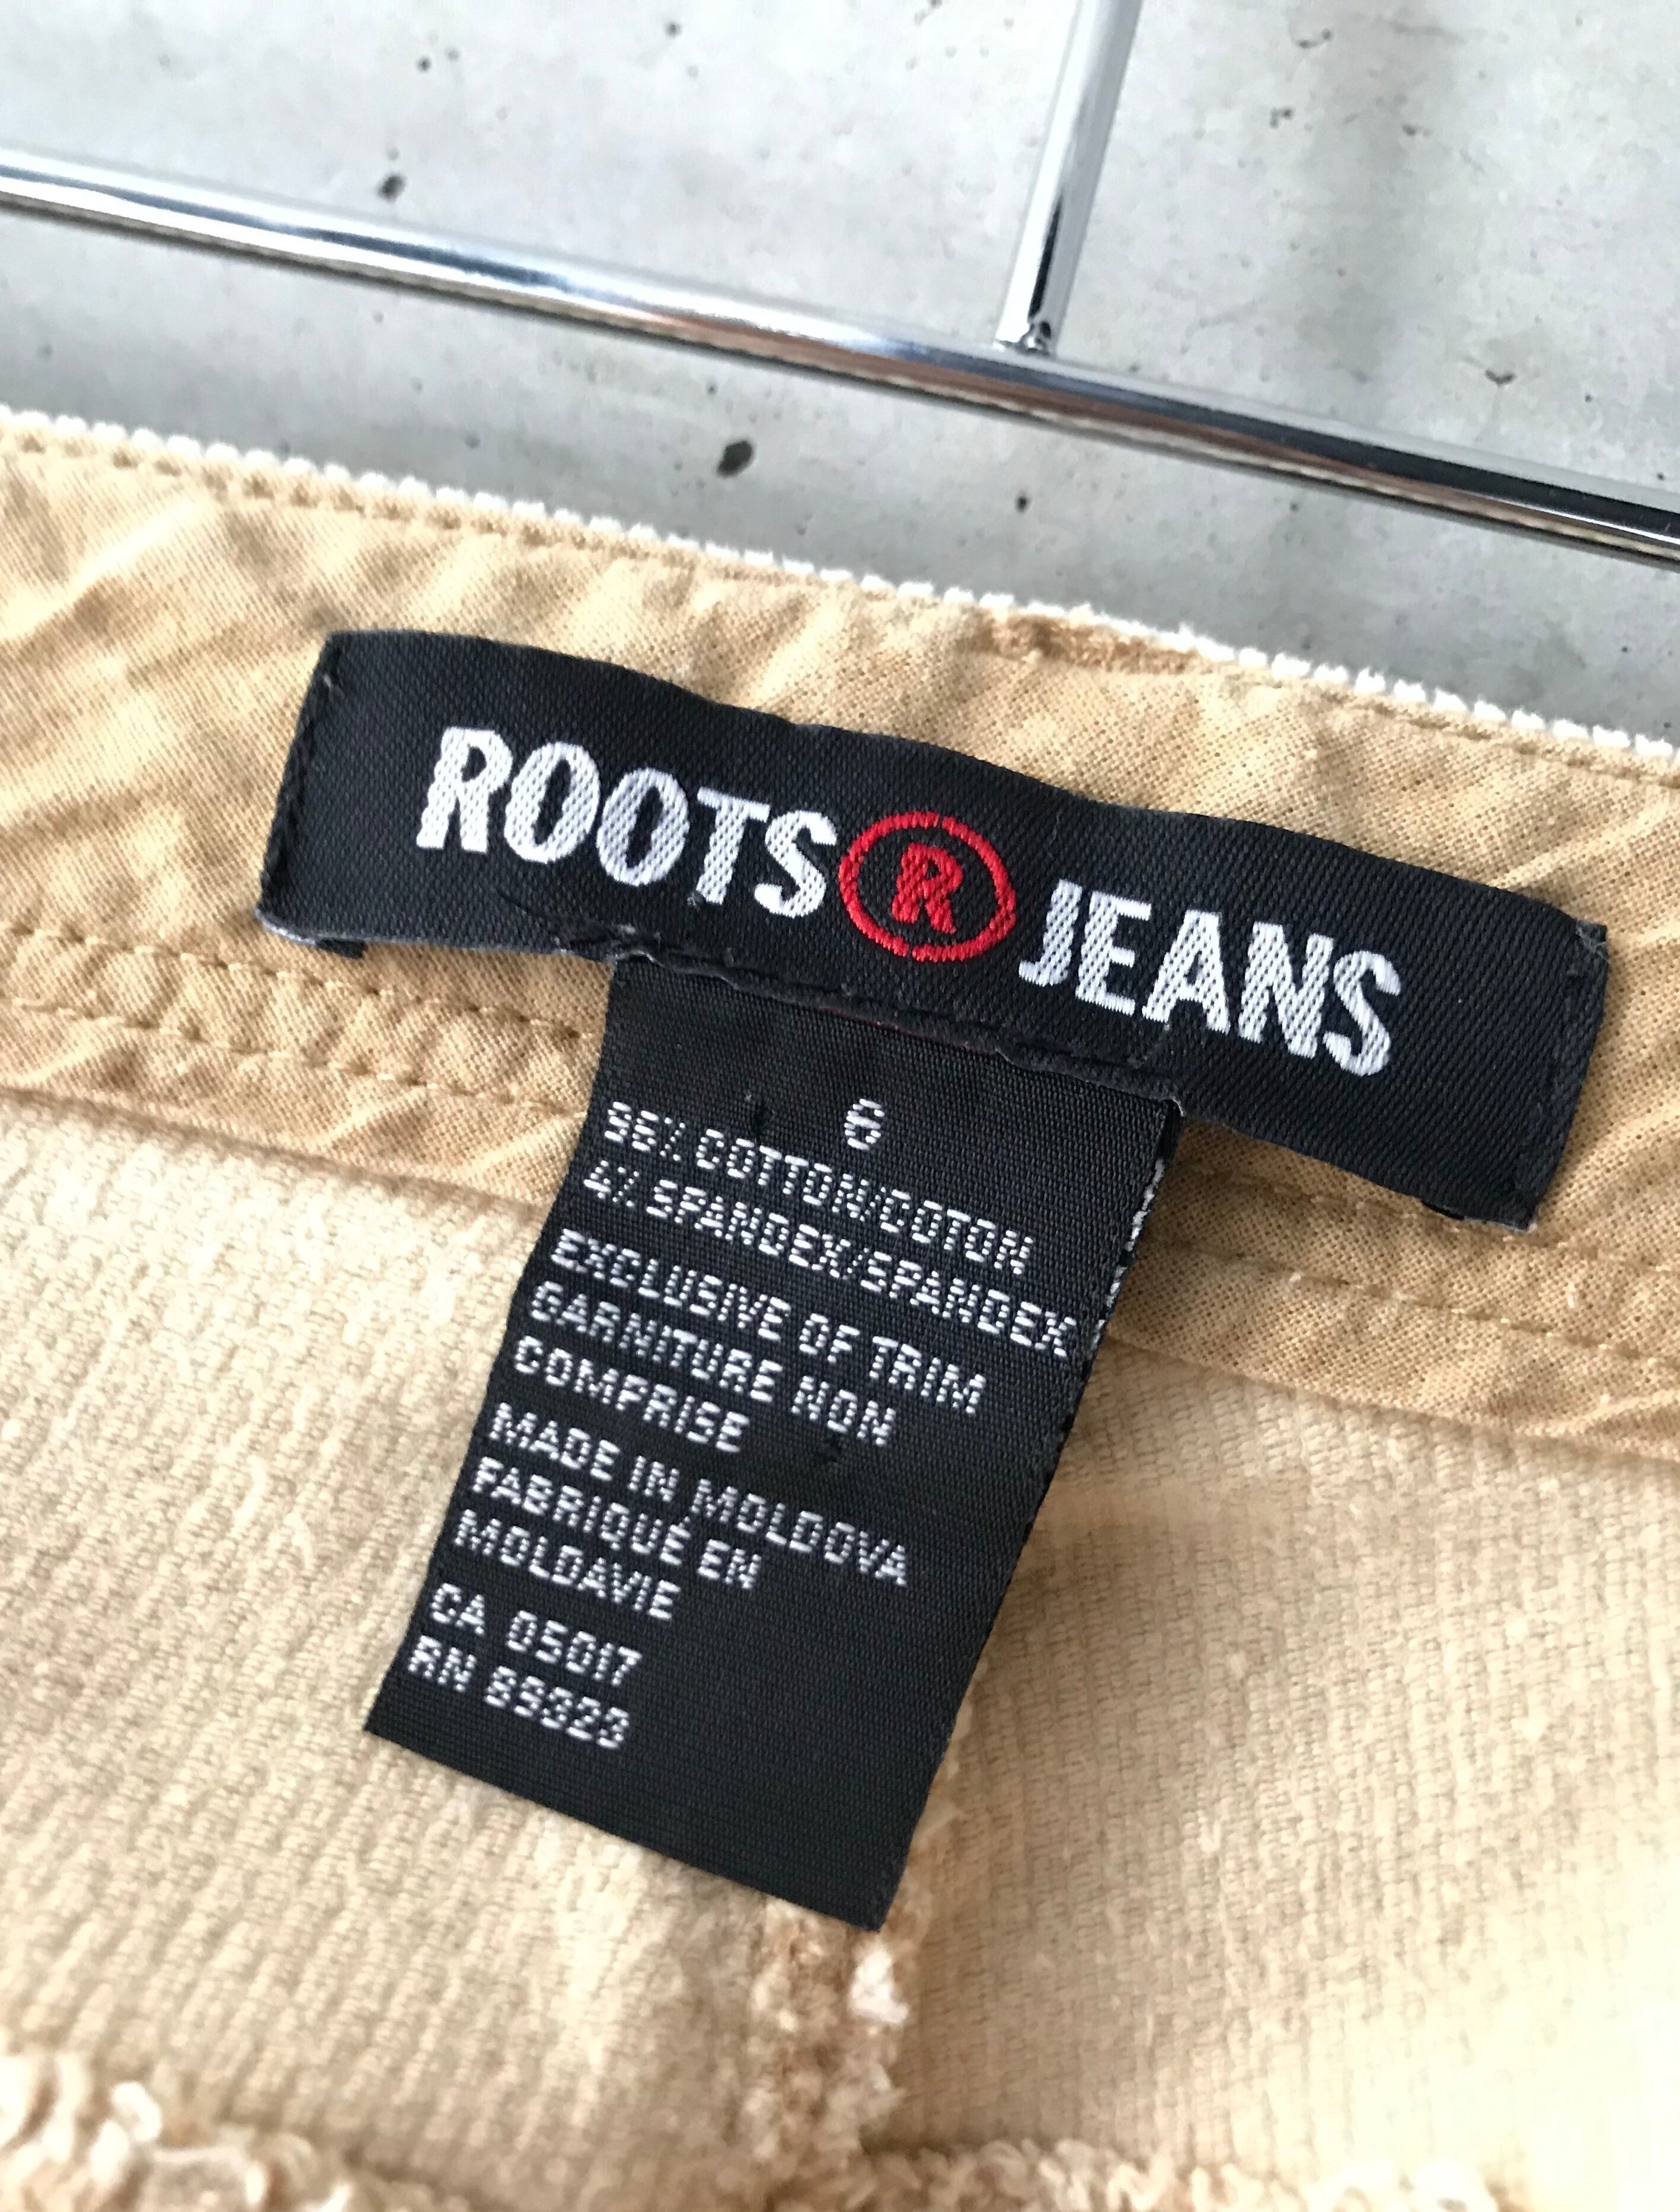 ROOTS R JEANS
6
96% COTTON/COTON
4% SPANDEX/SPANDEX
EXCLUSIVE OF TRIM
GARNITURE NON
COMPRISE
MADE IN MOLDOVA
FABRIQUÉ EN
MOLDAVIE
CA 05017
RN 89323